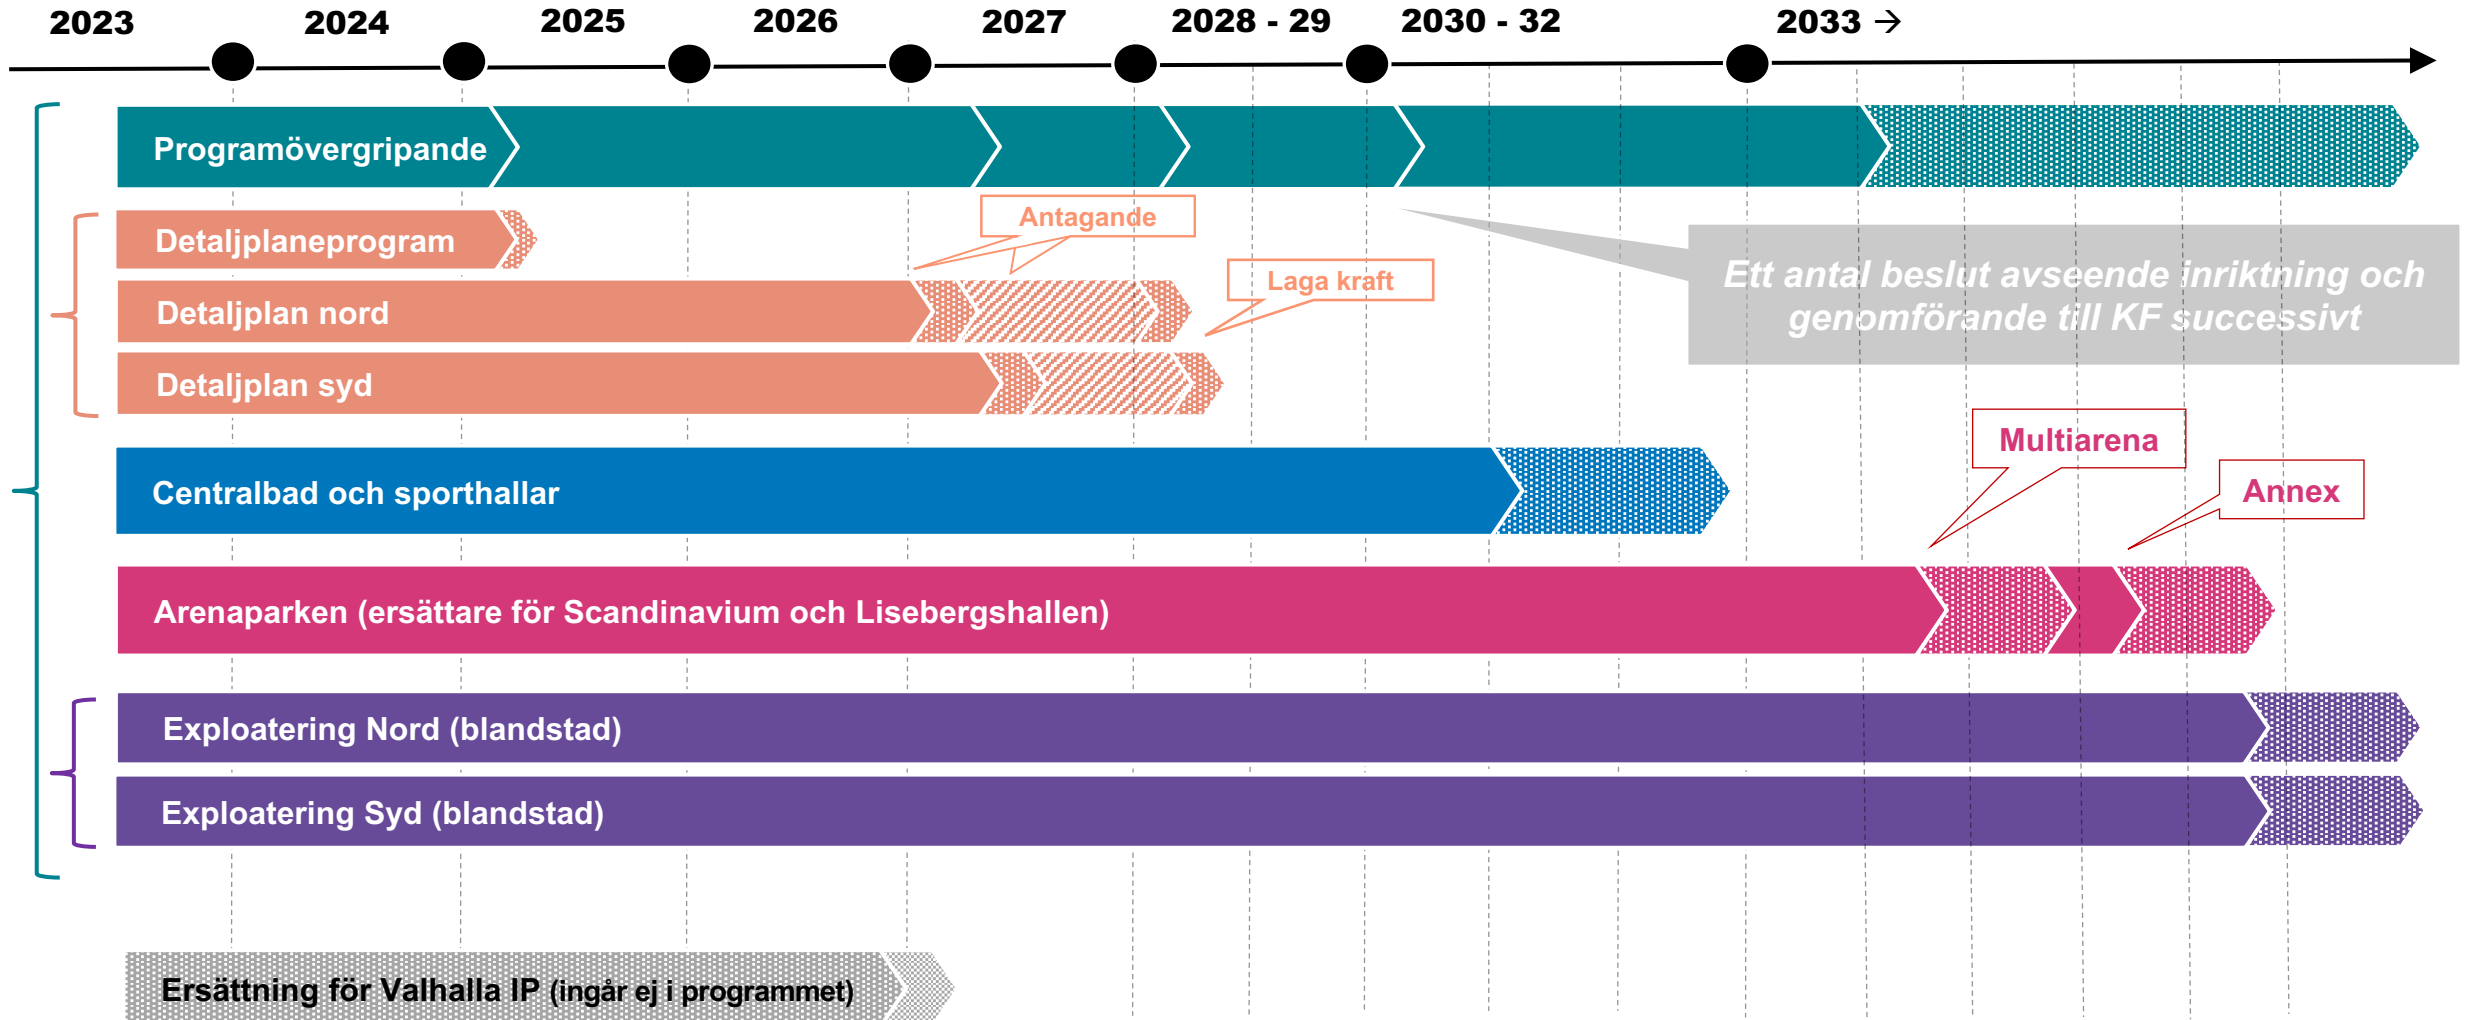 2023 2024 2025 2026 2027 2028 - 29 2030 - 32 2033 →
Programövergripande
Antagande
Detaljplaneprogram
Laga kraft
Ett antal beslut avseende inriktning och
genomförande till KF successivt
Detaljplan nord
Detaljplan syd
Multiarena
Annex
Centralbad och sporthallar
Arenaparken (ersättare för Scandinavium och Lisebergshallen)
Exploatering Nord (blandstad)
Exploatering Syd (blandstad)
Ersättning för Valhalla IP (ingår ej i programmet)